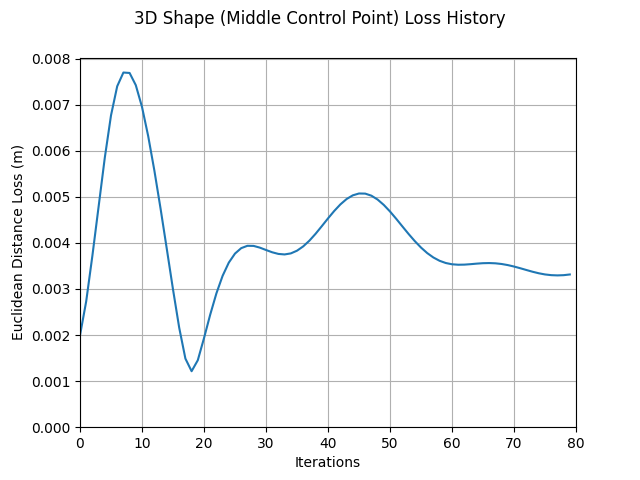 3D Shape (Middle Control Point) Loss History
0.008
0.007
0.006
0.005
0.004
0.003
0.002
0.001
0.000
Euclidean Distance Loss (m)
0 10 20 30 40 50 60 70 80
Iterations